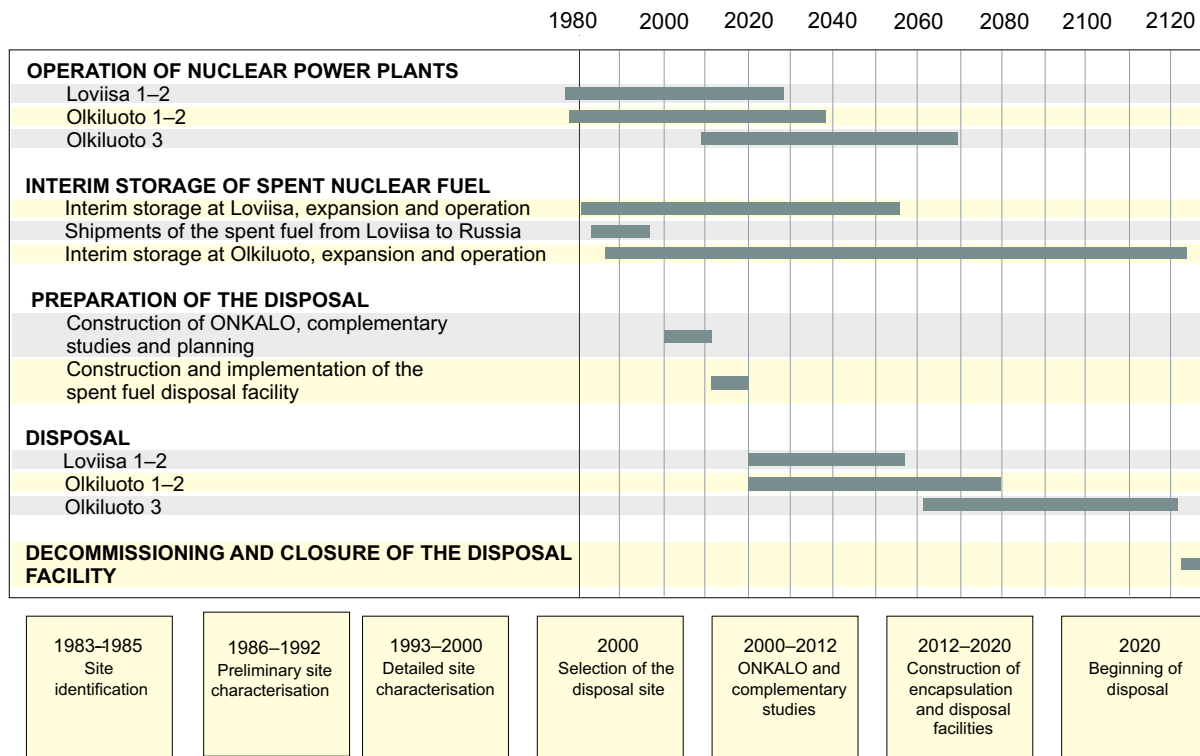 1980 2000 2020 2040 2060 2080 2100 2120
OPERATION OF NUCLEAR POWER PLANTS
Loviisa 1–2
Olkiluoto 1–2
Olkiluoto 3
INTERIM STORAGE OF SPENT NUCLEAR FUEL
Interim storage at Loviisa, expansion and operation
Shipments of the spent fuel from Loviisa to Russia
Interim storage at Olkiluoto, expansion and operation
PREPARATION OF THE DISPOSAL
Construction of ONKALO, complementary
studies and planning
Construction and implementation of the
spent fuel disposal facility
DISPOSAL
Loviisa 1–2
Olkiluoto 1–2
Olkiluoto 3
DECOMMISSIONING AND CLOSURE OF THE DISPOSAL
FACILITY
1983–1985
Site
identification
1986–1992
Preliminary site
characterisation
1993–2000
Detailed site
characterisation
2000
Selection of the
disposal site
2000–2012
ONKALO and
complementary
studies
2012–2020
Construction of
encapsulation
and disposal
facilities
2020
Beginning of
disposal